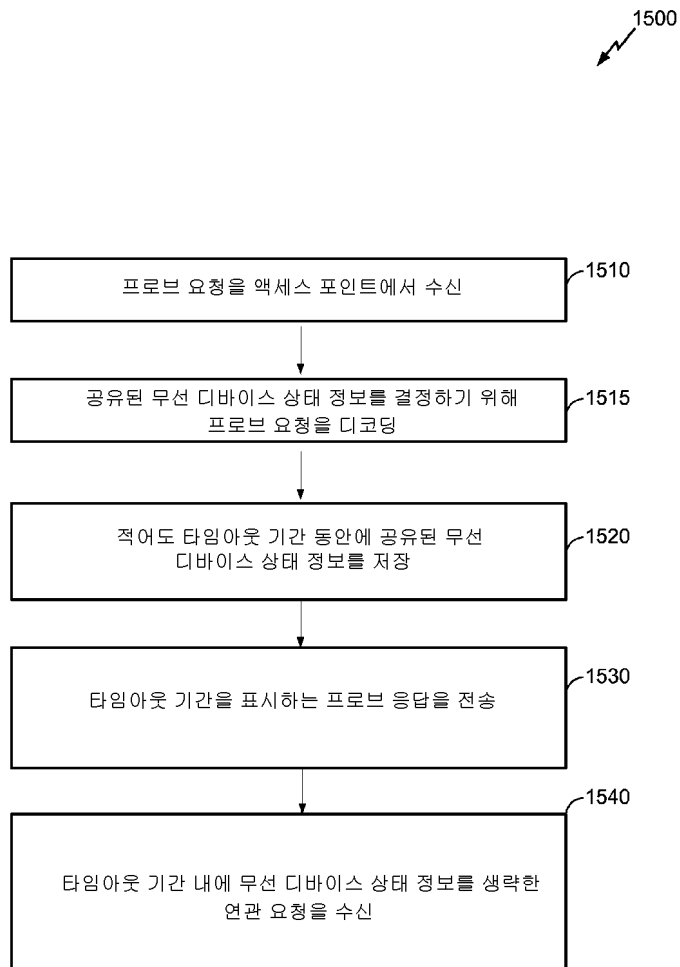 1500
프로브 요청을 액세스 포인트에서 수신
1510
공유된 무선 디바이스 상태 정보를 결정하기 위해
프로브 요청을 디코딩
1515
적어도 타임아웃 기간 동안에 공유된 무선
디바이스 상태 정보를 저장
1520
타임아웃 기간을 표시하는 프로브 응답을 전송
1530
타임아웃 기간 내에 무선 디바이스 상태 정보를 생략한
연관 요청을 수신
1540